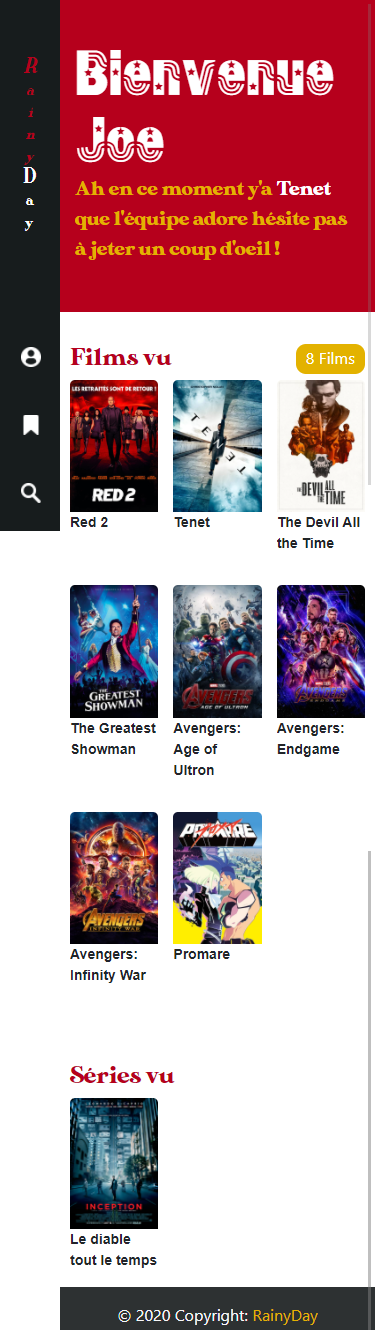 Rainy
Day
Bienvenue
Joe
Ah en ce moment y'a Tenet
que l'équipe adore hésite pas
à jeter un coup d'oeil !
Films vu
8 Films
LES RETRAITÉS SONT DE RETOUR !
RED 2
TENET
THE DEVIL ALL THE TIME
Red 2
Tenet
The Devil All
the Time
THE GREATEST
SHOWMAN
AVENGERS
AGE OF ULTRON
AVENGERS
The Greatest
Showman
Avengers:
Age of
Ultron
Avengers:
Endgame
AVENGERS
INFINITY WAR
PROMARE
Avengers:
Infinity War
Promare
Séries vu
INCEPTION
Le diable
tout le temps
© 2020 Copyright: RainyDay